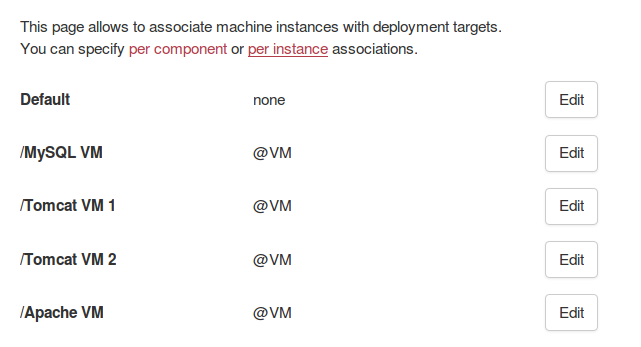 This page allows to associate machine instances with deployment targets.
You can specify per component or per instance associations.
Default none Edit
/MySQL VM @VM Edit
/Tomcat VM 1 @VM Edit
/Tomcat VM 2 @VM Edit
/Apache VM @VM Edit